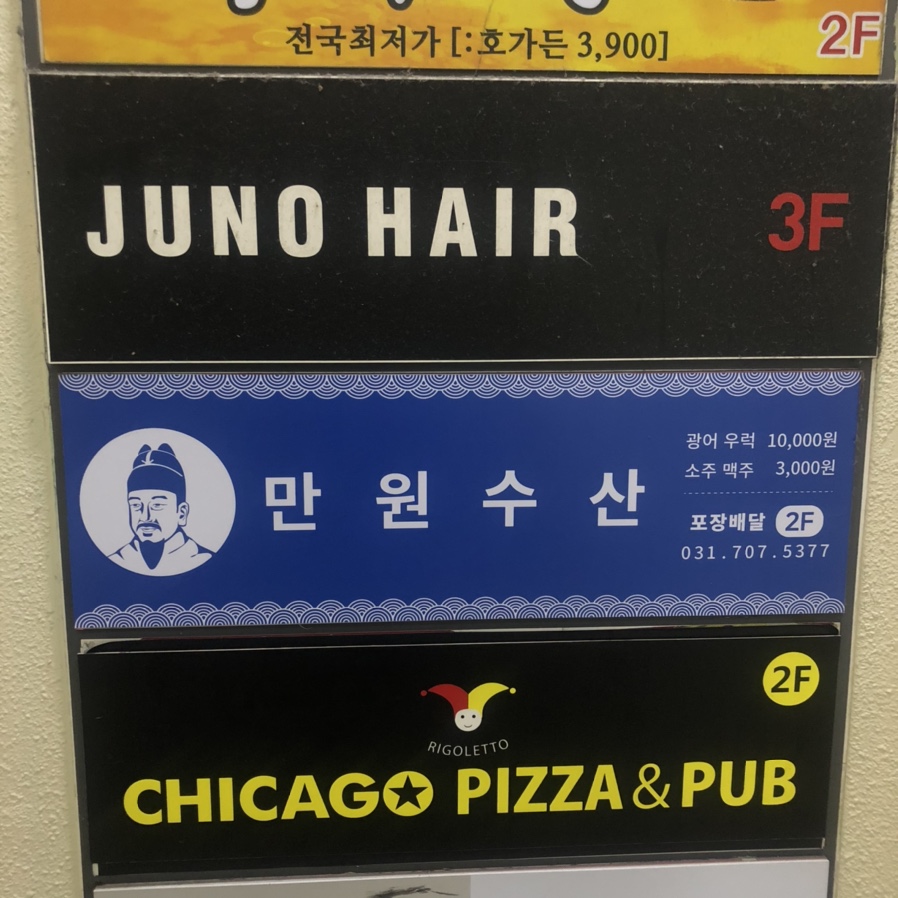 전국최저가 [:호가든 3,900]
2F
JUNO HAIR
3F
만원수산
광어 우럭 10,000원
소주 맥주 3,000원
포장배달 2F
031.707.5377
2F
RIGOLETTO
CHICAGO PIZZA & PUB